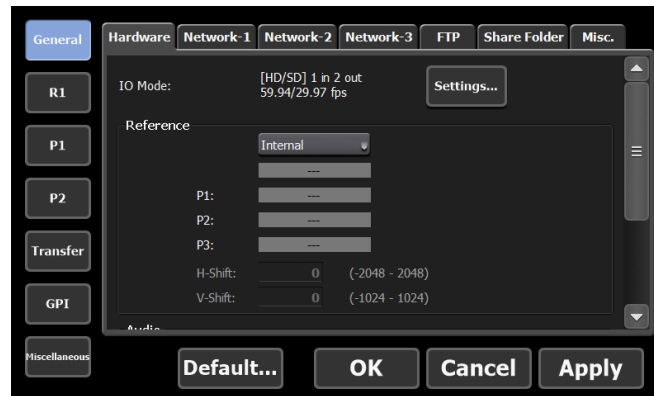 General
Hardware Network-1 Network-2 Network-3 FTP Share Folder Misc.
R1
P1
P2
Transfer
GPI
Miscellaneous
IO Mode: [HD/SD] 1 in 2 out Settings...
59.94/29.97 fps
Reference
Internal
---
P1: ---
P2: ---
P3: ---
H-Shift: 0 (-2048 - 2048)
V-Shift: 0 (-1024 - 1024)
Audio
Default... OK Cancel Apply